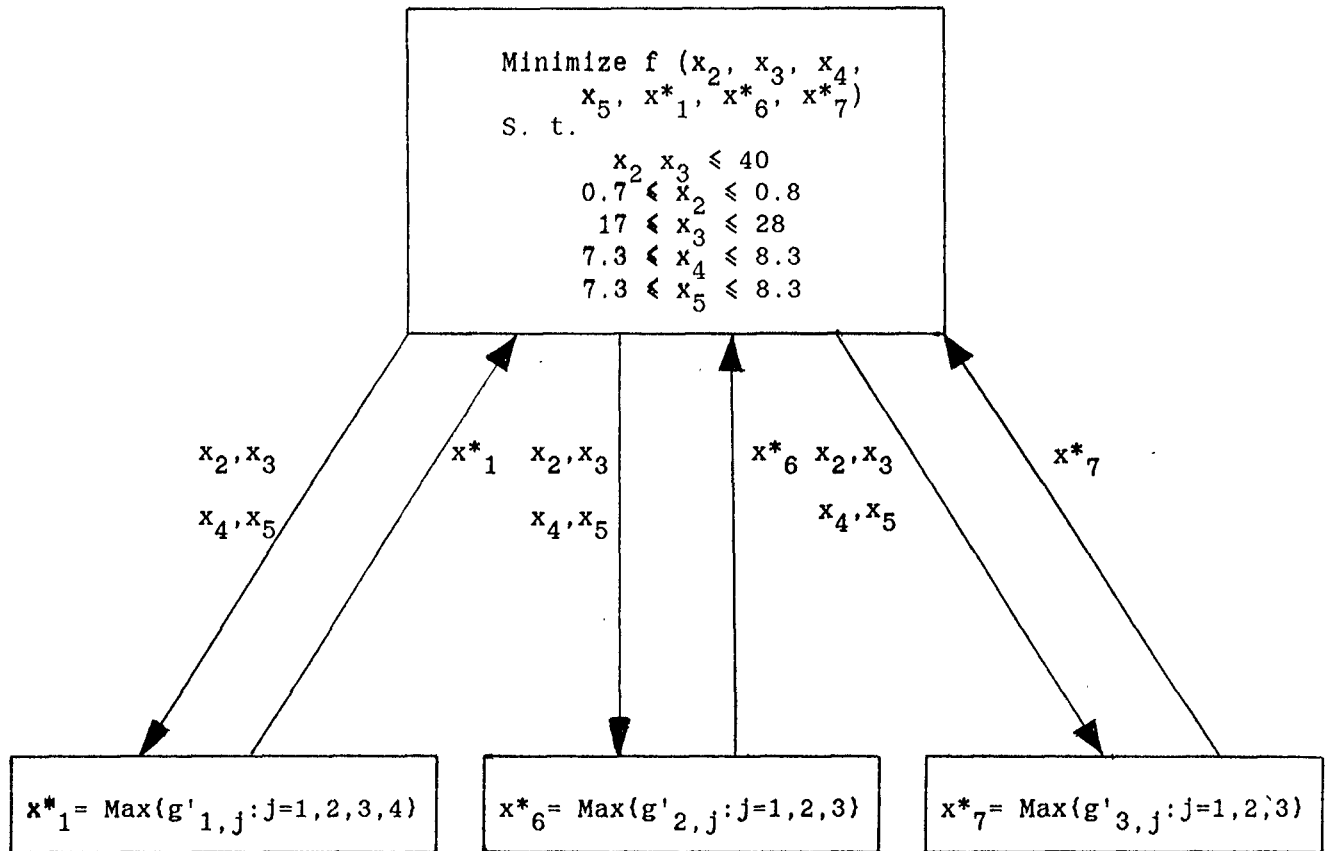 Minimize f (x₂, x₃, x₄,
x₅, x*₁, x*₆, x*₇)
S. t.
x₂ x₃ ⩽ 40
0.7 ⩽ x₂ ⩽ 0.8
17 ⩽ x₃ ⩽ 28
7.3 ⩽ x₄ ⩽ 8.3
7.3 ⩽ x₅ ⩽ 8.3
x₂,x₃
x₄,x₅
x*₁
x₂,x₃
x₄,x₅
x*₆
x₂,x₃
x₄,x₅
x*₇
x*₁= Max{g'₁,ⱼ:j=1,2,3,4}
x*₆= Max{g'₂,ⱼ:j=1,2,3}
x*₇= Max{g'₃,ⱼ:j=1,2,3}